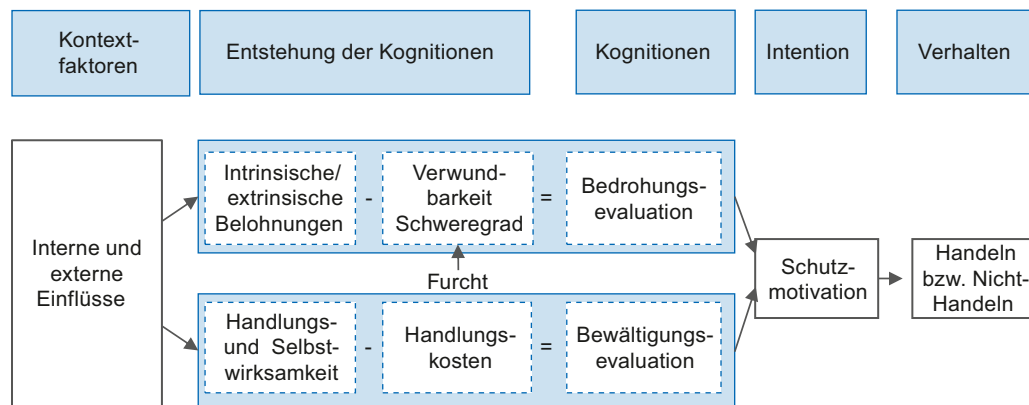 Kontext-
faktoren
Entstehung der Kognitionen
Kognitionen
Intention
Verhalten
Interne und
externe
Einflüsse
Intrinsische/
extrinsische
Belohnungen
-
Verwund-
barkeit
Schweregrad
=
Bedrohungs-
evaluation
Furcht
Handlungs-
und Selbst-
wirksamkeit
-
Handlungs-
kosten
=
Bewältigungs-
evaluation
Schutz-
motivation
Handeln
bzw. Nicht-
Handeln